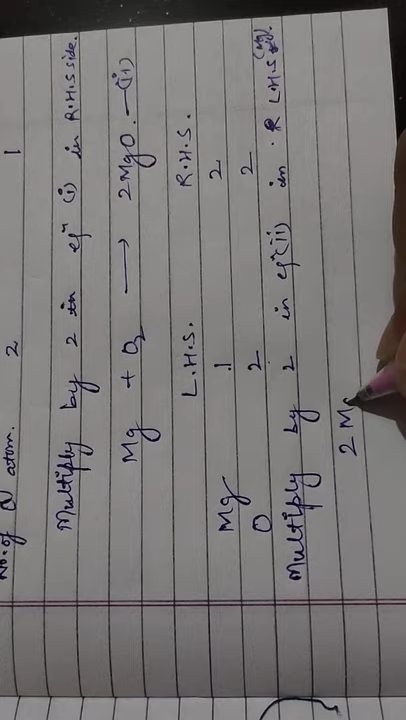 No. of O atom. 2 1
Multiply by 2 in eqⁿ (i) in R.H.S side.
Mg + O₂ → 2MgO. —(ii)
L.H.S. R.H.S.
Mg 1 2
O 2 2
Multiply by 2 in eqⁿ(ii) in L.H.S (Mg).
2 M